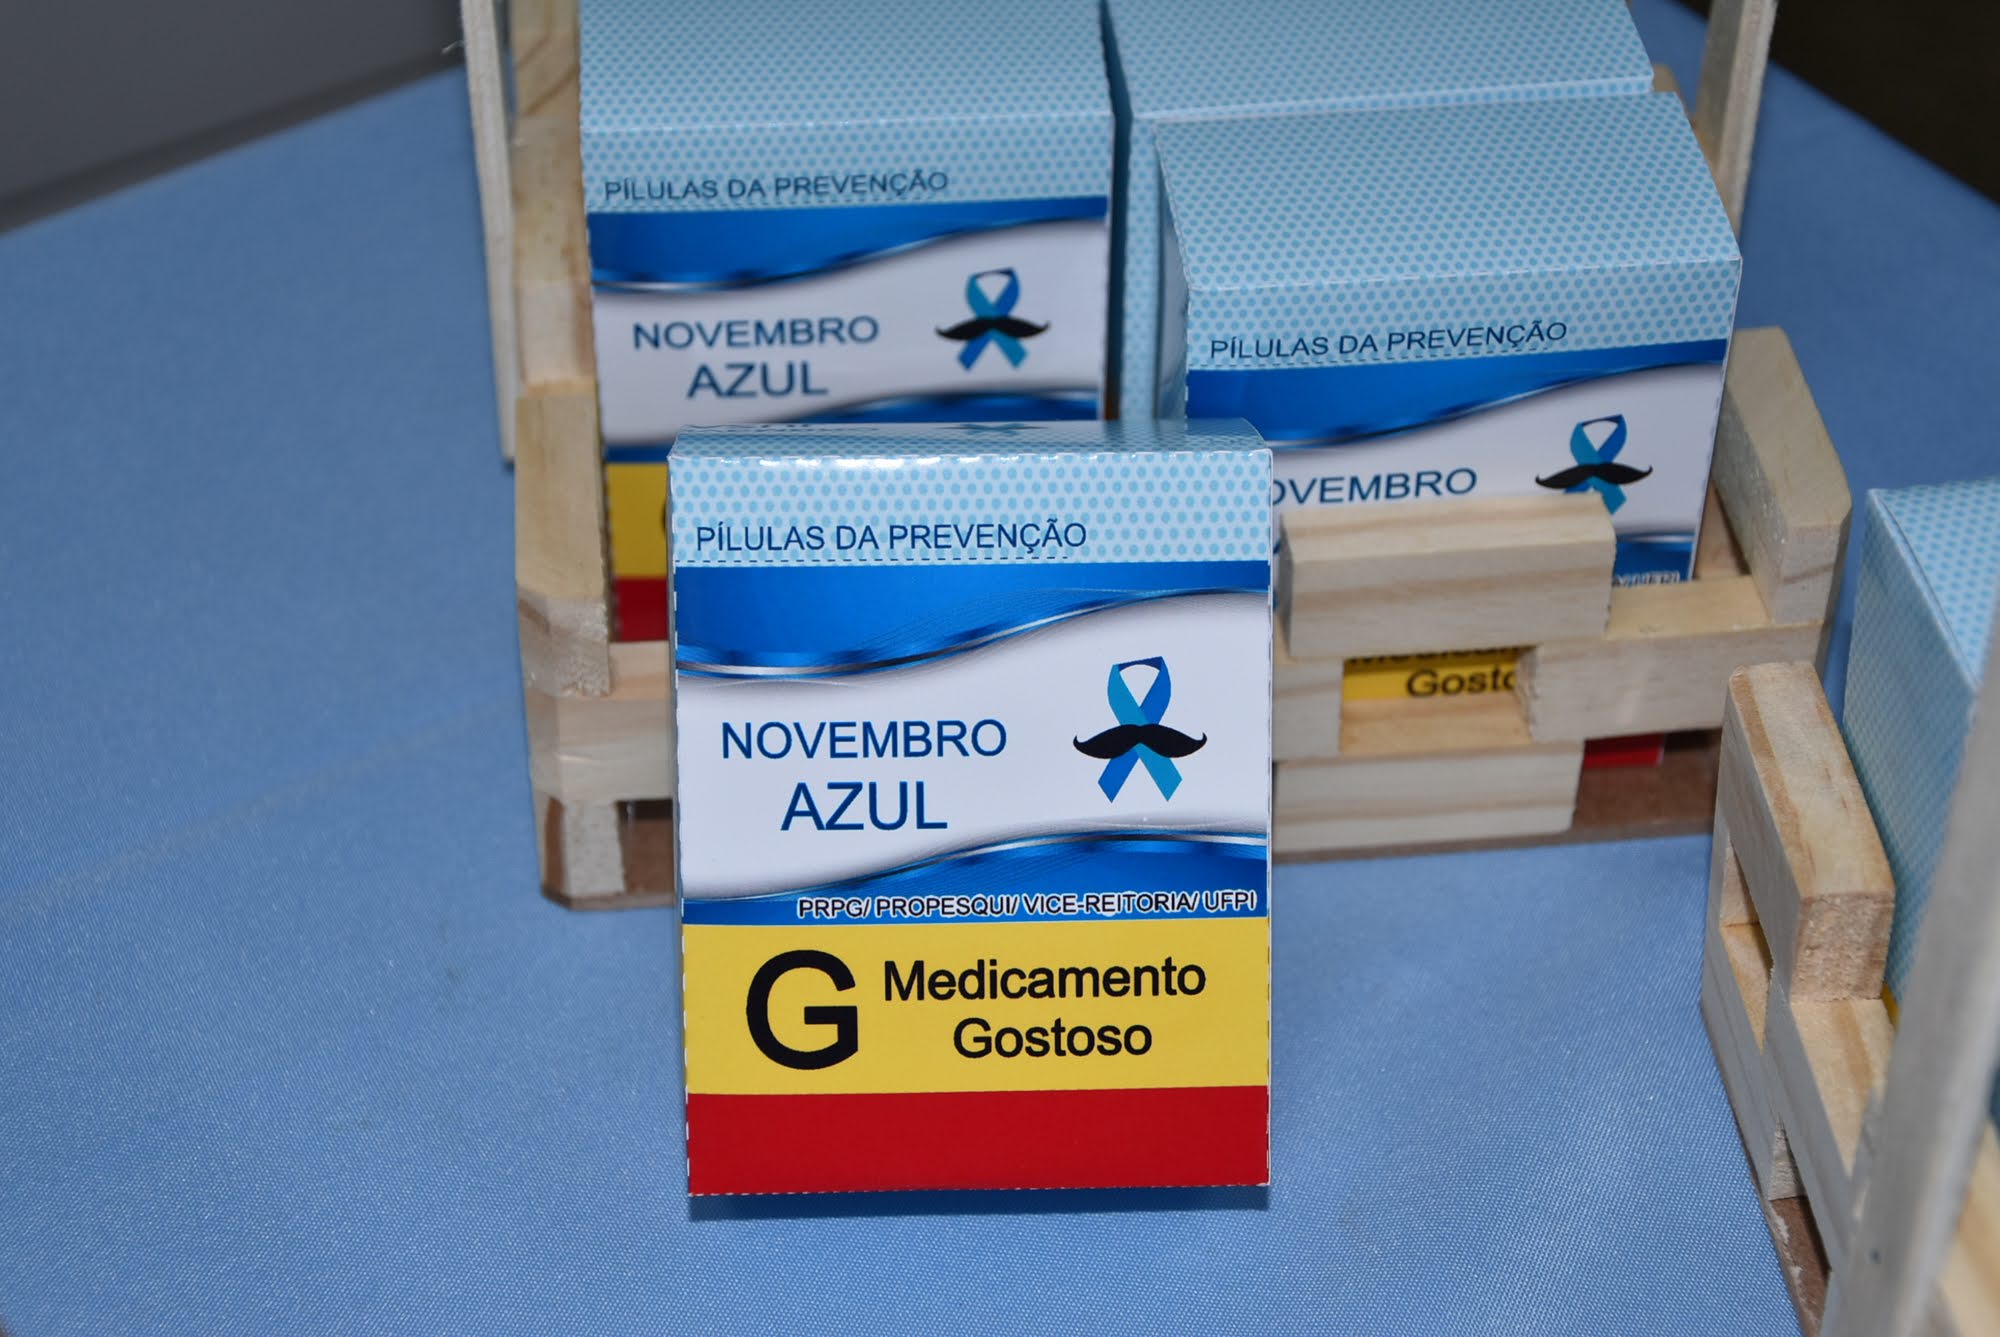 PÍLULAS DA PREVENÇÃO
NOVEMBRO
AZUL
PÍLULAS DA PREVENÇÃO
PÍLULAS DA PREVENÇÃO
NOVEMBRO
AZUL
PRPG/ PROPESQUI/ VICE-REITORIA/ UFPI
G Medicamento
Gostoso